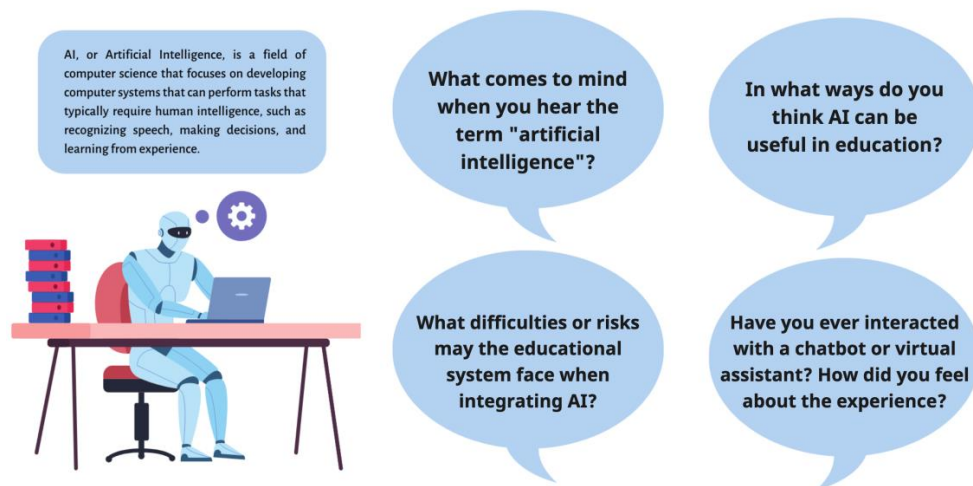 AI, or Artificial Intelligence, is a field of
computer science that focuses on developing
computer systems that can perform tasks that
typically require human intelligence, such as
recognizing speech, making decisions, and
learning from experience.
What comes to mind
when you hear the
term "artificial
intelligence"?
In what ways do you
think AI can be
useful in education?
What difficulties or risks
may the educational
system face when
integrating AI?
Have you ever interacted
with a chatbot or virtual
assistant? How did you feel
about the experience?